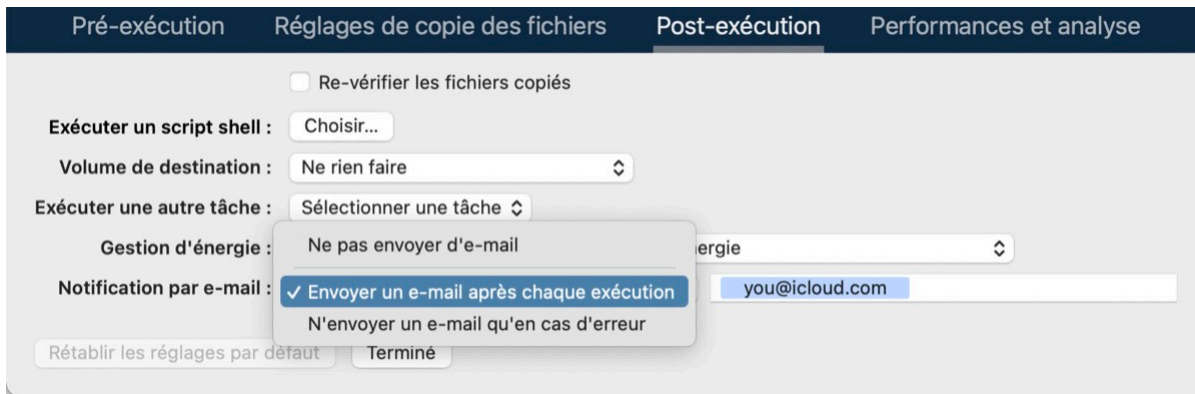 Pré-exécution Réglages de copie des fichiers Post-exécution Performances et analyse
Re-vérifier les fichiers copiés
Exécuter un script shell : Choisir...
Volume de destination : Ne rien faire
Exécuter une autre tâche : Sélectionner une tâche
Gestion d'énergie : Ne pas envoyer d'e-mail ergie
Notification par e-mail : ✓ Envoyer un e-mail après chaque exécution you@icloud.com
N'envoyer un e-mail qu'en cas d'erreur
Rétablir les réglages par défaut Terminé